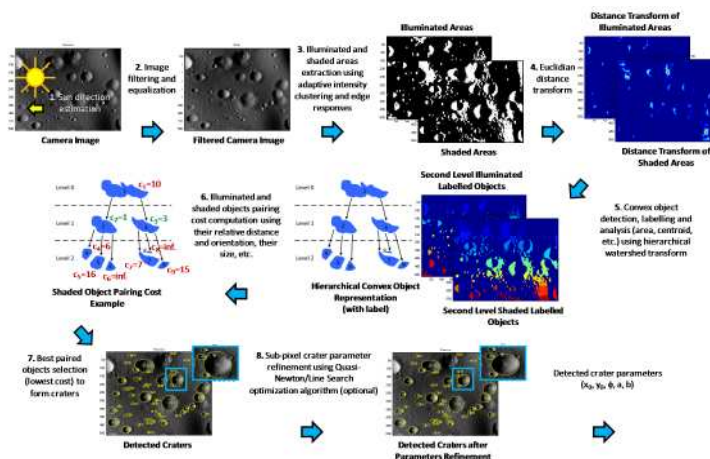 1. Sun direction
estimation
Camera Image
2. Image
filtering and
equalization
Filtered Camera Image
3. Illuminated and
shaded areas
extraction using
adaptive intensity
clustering and edge
responses
Illuminated Areas
Shaded Areas
4. Euclidian
distance
transform
Distance Transform of
Illuminated Areas
Distance Transform of
Shaded Areas
5. Convex object
detection, labelling and
analysis (area, centroid,
etc.) using hierarchical
watershed transform
Second Level Illuminated
Labelled Objects
Second Level Shaded Labelled
Objects
Level 0
Level 1
Level 2
Hierarchical Convex Object
Representation
(with label)
6. Illuminated and
shaded objects pairing
cost computation using
their relative distance
and orientation, their
size, etc.
Level 0
Level 1
Level 2
c₁=10
c₂=1
c₃=3
c₄=6
c₅=16
c₆=inf.
c₇=7
c₉=15
Shaded Object Pairing Cost
Example
7. Best paired
objects selection
(lowest cost) to
form craters
Detected Craters
8. Sub-pixel crater parameter
refinement using Quasi-
Newton/Line Search
optimization algorithm (optional)
Detected Craters after
Parameters Refinement
Detected crater parameters
(x₀, y₀, ϕ, a, b)